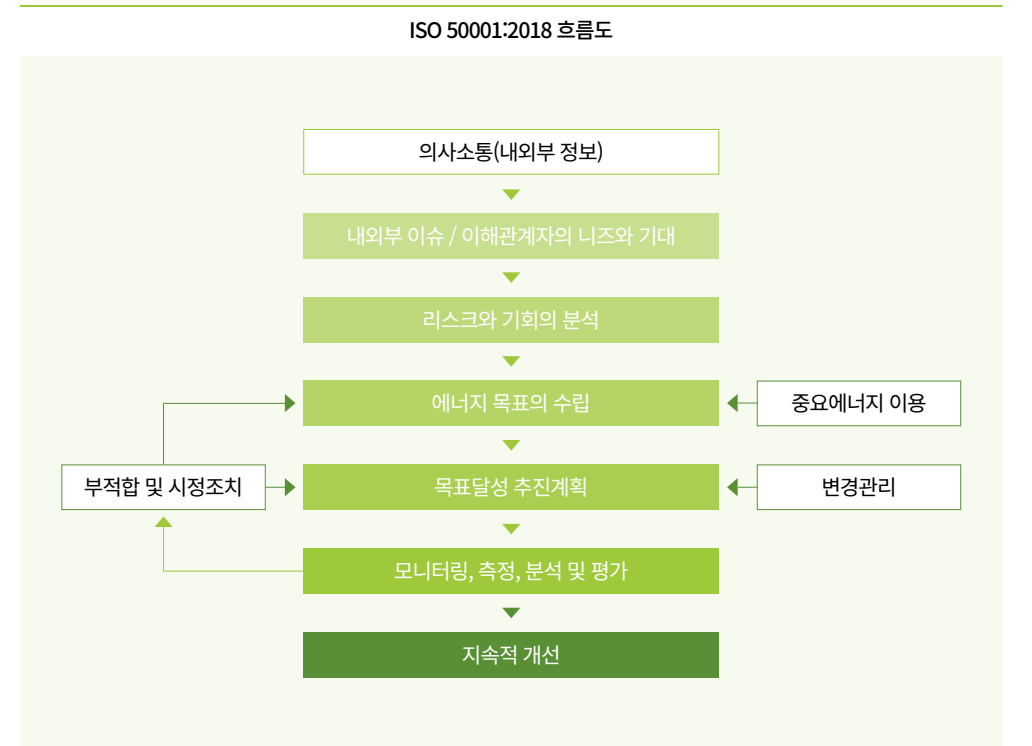 ISO 50001:2018 흐름도
의사소통(내외부 정보)
내외부 이슈 / 이해관계자의 니즈와 기대
리스크와 기회의 분석
에너지 목표의 수립
중요에너지 이용
부적합 및 시정조치
목표달성 추진계획
변경관리
모니터링, 측정, 분석 및 평가
지속적 개선